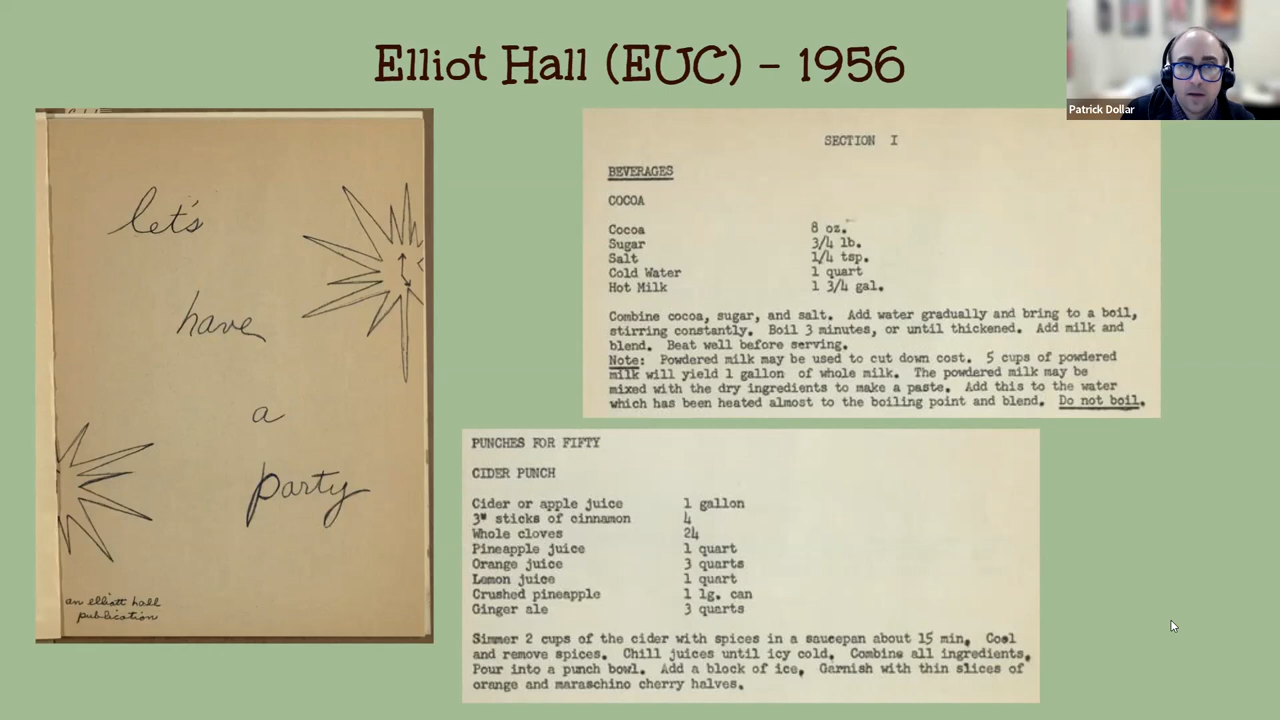 Elliot Hall (EUC) – 1956
Patrick Dollar
let's
have
a
party
an elliott hall
publication
SECTION I
BEVERAGES
COCOA
Cocoa 8 oz.
Sugar 3/4 lb.
Salt 1/4 tsp.
Cold Water 1 quart
Hot Milk 1 3/4 gal.
Combine cocoa, sugar, and salt. Add water gradually and bring to a boil,
stirring constantly. Boil 3 minutes, or until thickened. Add milk and
blend. Beat well before serving.
Note: Powdered milk may be used to cut down cost. 5 cups of powdered
milk will yield 1 gallon of whole milk. The powdered milk may be
mixed with the dry ingredients to make a paste. Add this to the water
which has been heated almost to the boiling point and blend. Do not boil.
PUNCHES FOR FIFTY
CIDER PUNCH
Cider or apple juice 1 gallon
3" sticks of cinnamon 4
Whole cloves 24
Pineapple juice 1 quart
Orange juice 3 quarts
Lemon juice 1 quart
Crushed pineapple 1 lg. can
Ginger ale 3 quarts
Simmer 2 cups of the cider with spices in a saucepan about 15 min. Cool
and remove spices. Chill juices until icy cold. Combine all ingredients.
Pour into a punch bowl. Add a block of ice. Garnish with thin slices of
orange and maraschino cherry halves.